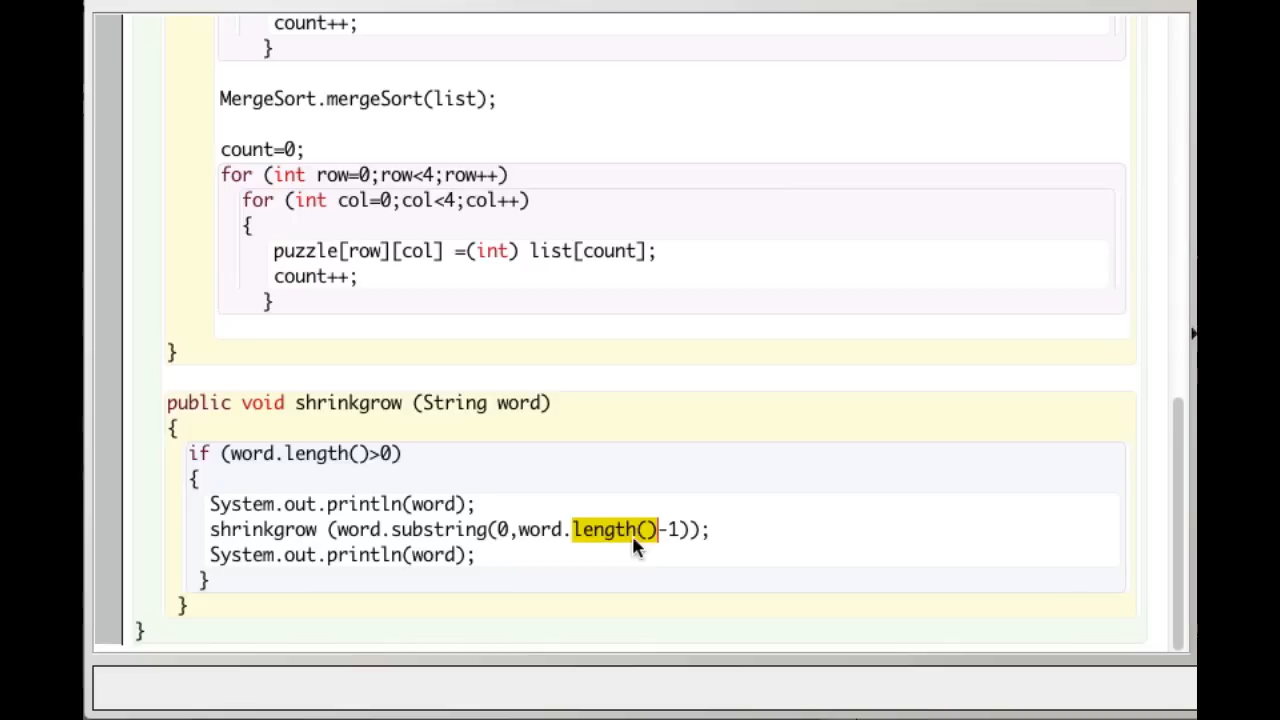 count++;
}
MergeSort.mergeSort(list);
count=0;
for (int row=0;row<4;row++)
for (int col=0;col<4;col++)
{
puzzle[row][col] =(int) list[count];
count++;
}
}
public void shrinkgrow (String word)
{
if (word.length()>0)
{
System.out.println(word);
shrinkgrow (word.substring(0,word.length()-1));
System.out.println(word);
}
}
}